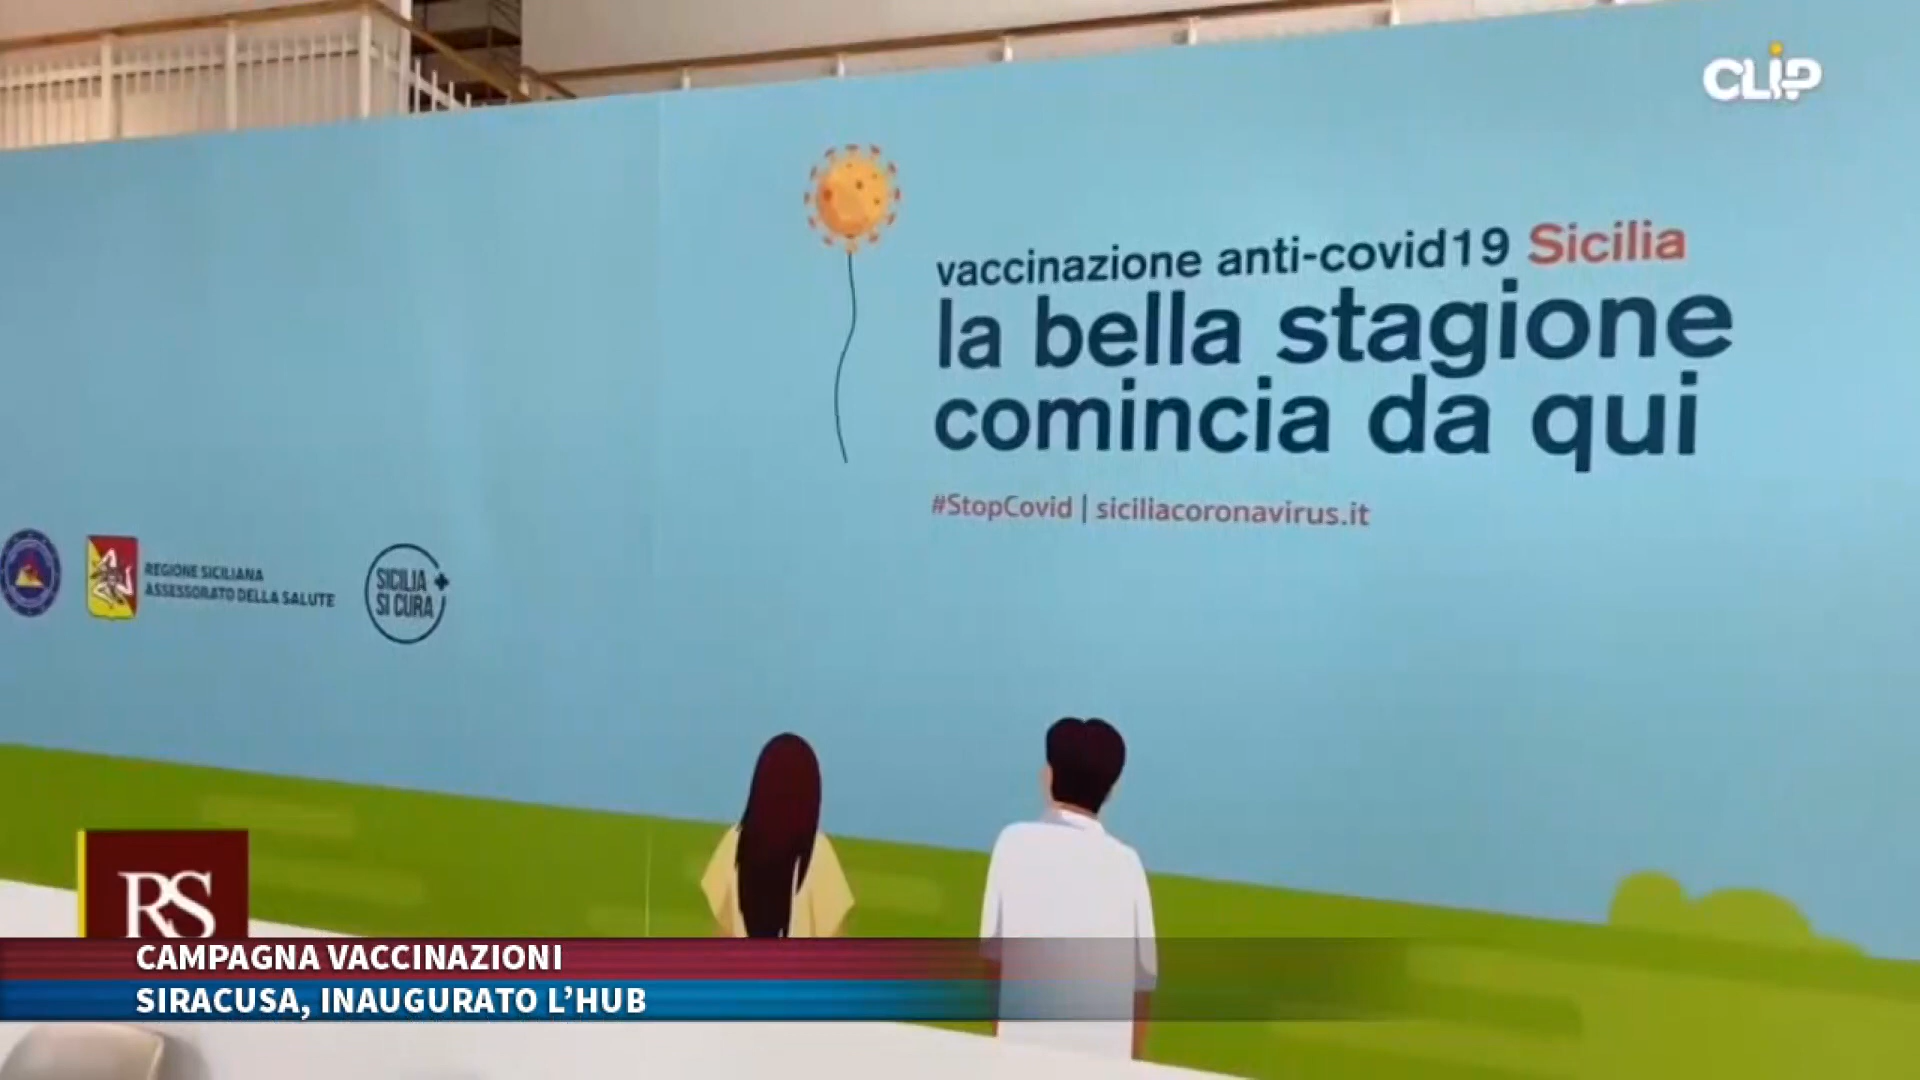 CLIP
vaccinazione anti-covid19 Sicilia
la bella stagione
comincia da qui
#StopCovid | siciliacoronavirus.it
REGIONE SICILIANA
ASSESSORATO DELLA SALUTE
SICILIA
SI CURA
RS
CAMPAGNA VACCINAZIONI
SIRACUSA, INAUGURATO L’HUB